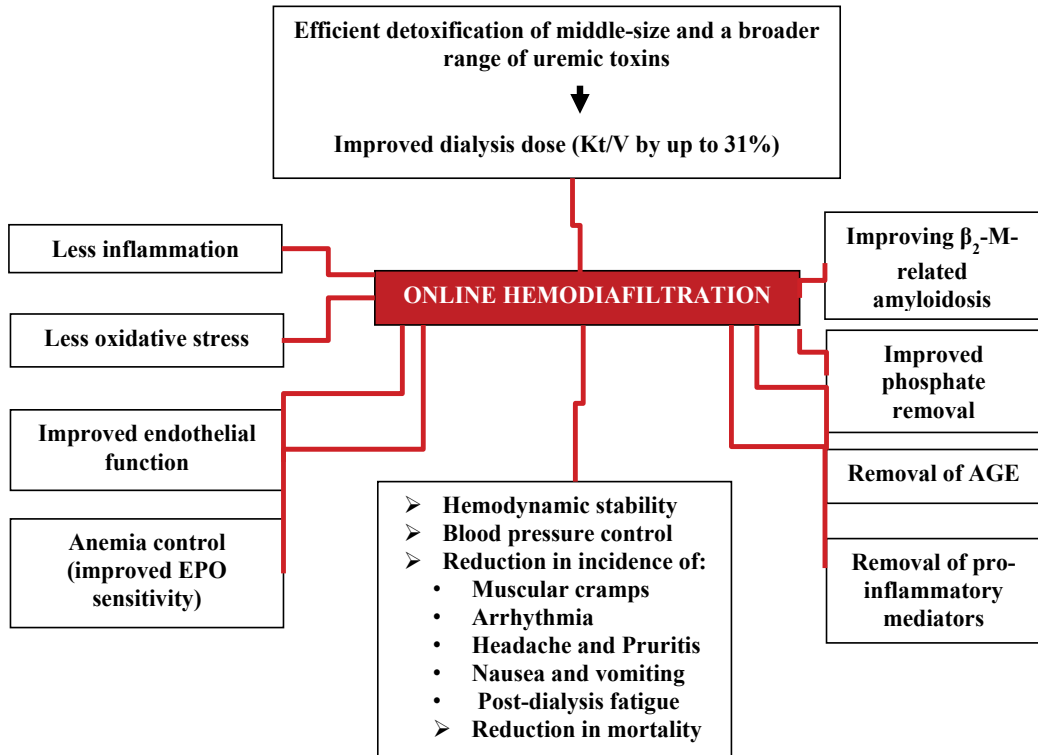 Efficient detoxification of middle-size and a broader
range of uremic toxins
Improved dialysis dose (Kt/V by up to 31%)
Less inflammation
Less oxidative stress
Improved endothelial
function
Anemia control
(improved EPO
sensitivity)
ONLINE HEMODIAFILTRATION
➢ Hemodynamic stability
➢ Blood pressure control
➢ Reduction in incidence of:
• Muscular cramps
• Arrhythmia
• Headache and Pruritis
• Nausea and vomiting
• Post-dialysis fatigue
➢ Reduction in mortality
Improving β₂-M-
related
amyloidosis
Improved
phosphate
removal
Removal of AGE
Removal of pro-
inflammatory
mediators